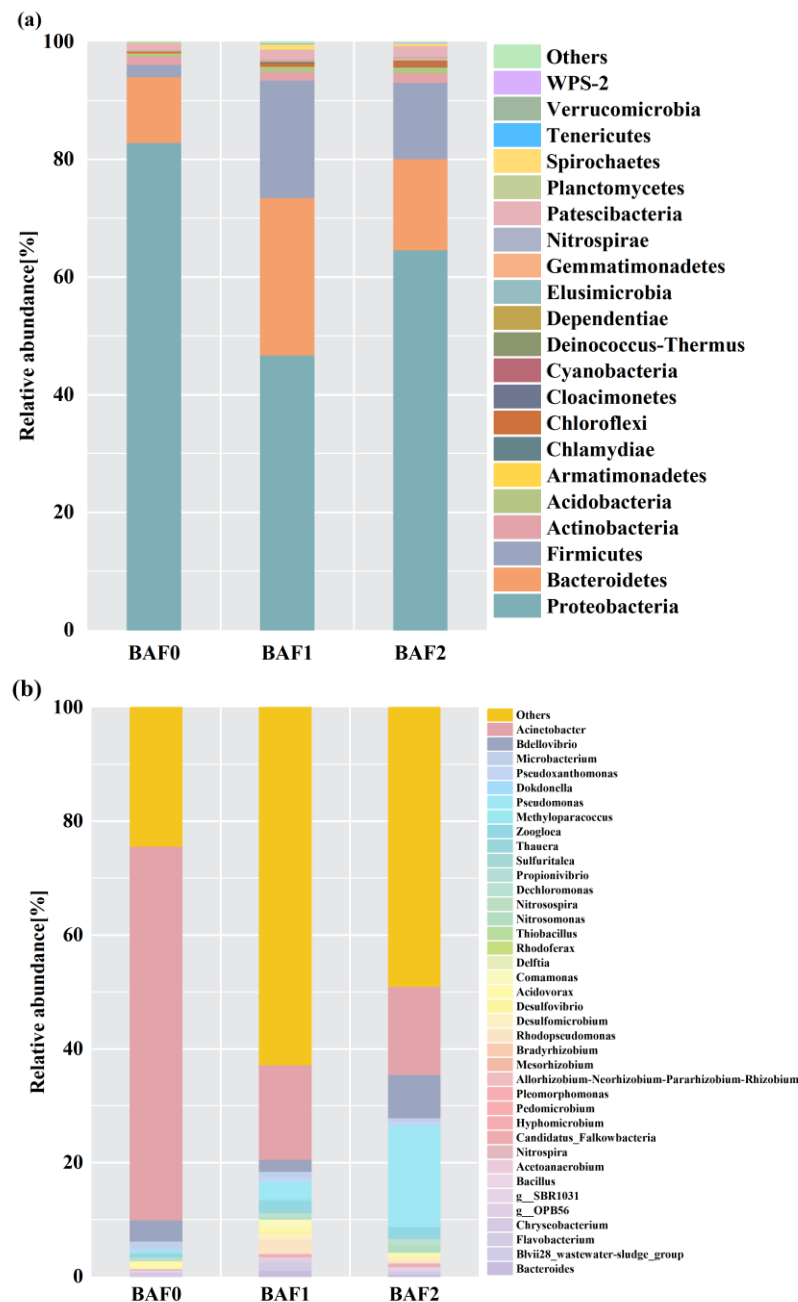 (a)
100
80
60
40
20
0
Relative abundance[%]
BAF0
BAF1
BAF2
Others
WPS-2
Verrucomicrobia
Tenericutes
Spirochaetes
Planctomycetes
Patescibacteria
Nitrospirae
Gemmatimonadetes
Elusimicrobia
Dependentiae
Deinococcus-Thermus
Cyanobacteria
Cloacimonetes
Chloroflexi
Chlamydiae
Armatimonadetes
Acidobacteria
Actinobacteria
Firmicutes
Bacteroidetes
Proteobacteria
(b)
100
80
60
40
20
0
Relative abundance[%]
BAF0
BAF1
BAF2
Others
Acinetobacter
Bdellovibrio
Microbacterium
Pseudoxanthomonas
Dokdonella
Pseudomonas
Methyloparacoccus
Zoogloea
Thauera
Sulfuritalea
Propionivibrio
Dechloromonas
Nitrosospira
Nitrosomonas
Thiobacillus
Rhodoferax
Delftia
Comamonas
Acidovorax
Desulfovibrio
Desulfomicrobium
Rhodopseudomonas
Bradyrhizobium
Mesorhizobium
Allorhizobium-Neorhizobium-Pararhizobium-Rhizobium
Pleomorphomonas
Pedomicrobium
Hyphomicrobium
Candidatus_Falkowbacteria
Nitrospira
Acetoanaerobium
Bacillus
g__SBR1031
g__OPB56
Chryseobacterium
Flavobacterium
Blvii28_wastewater-sludge_group
Bacteroides